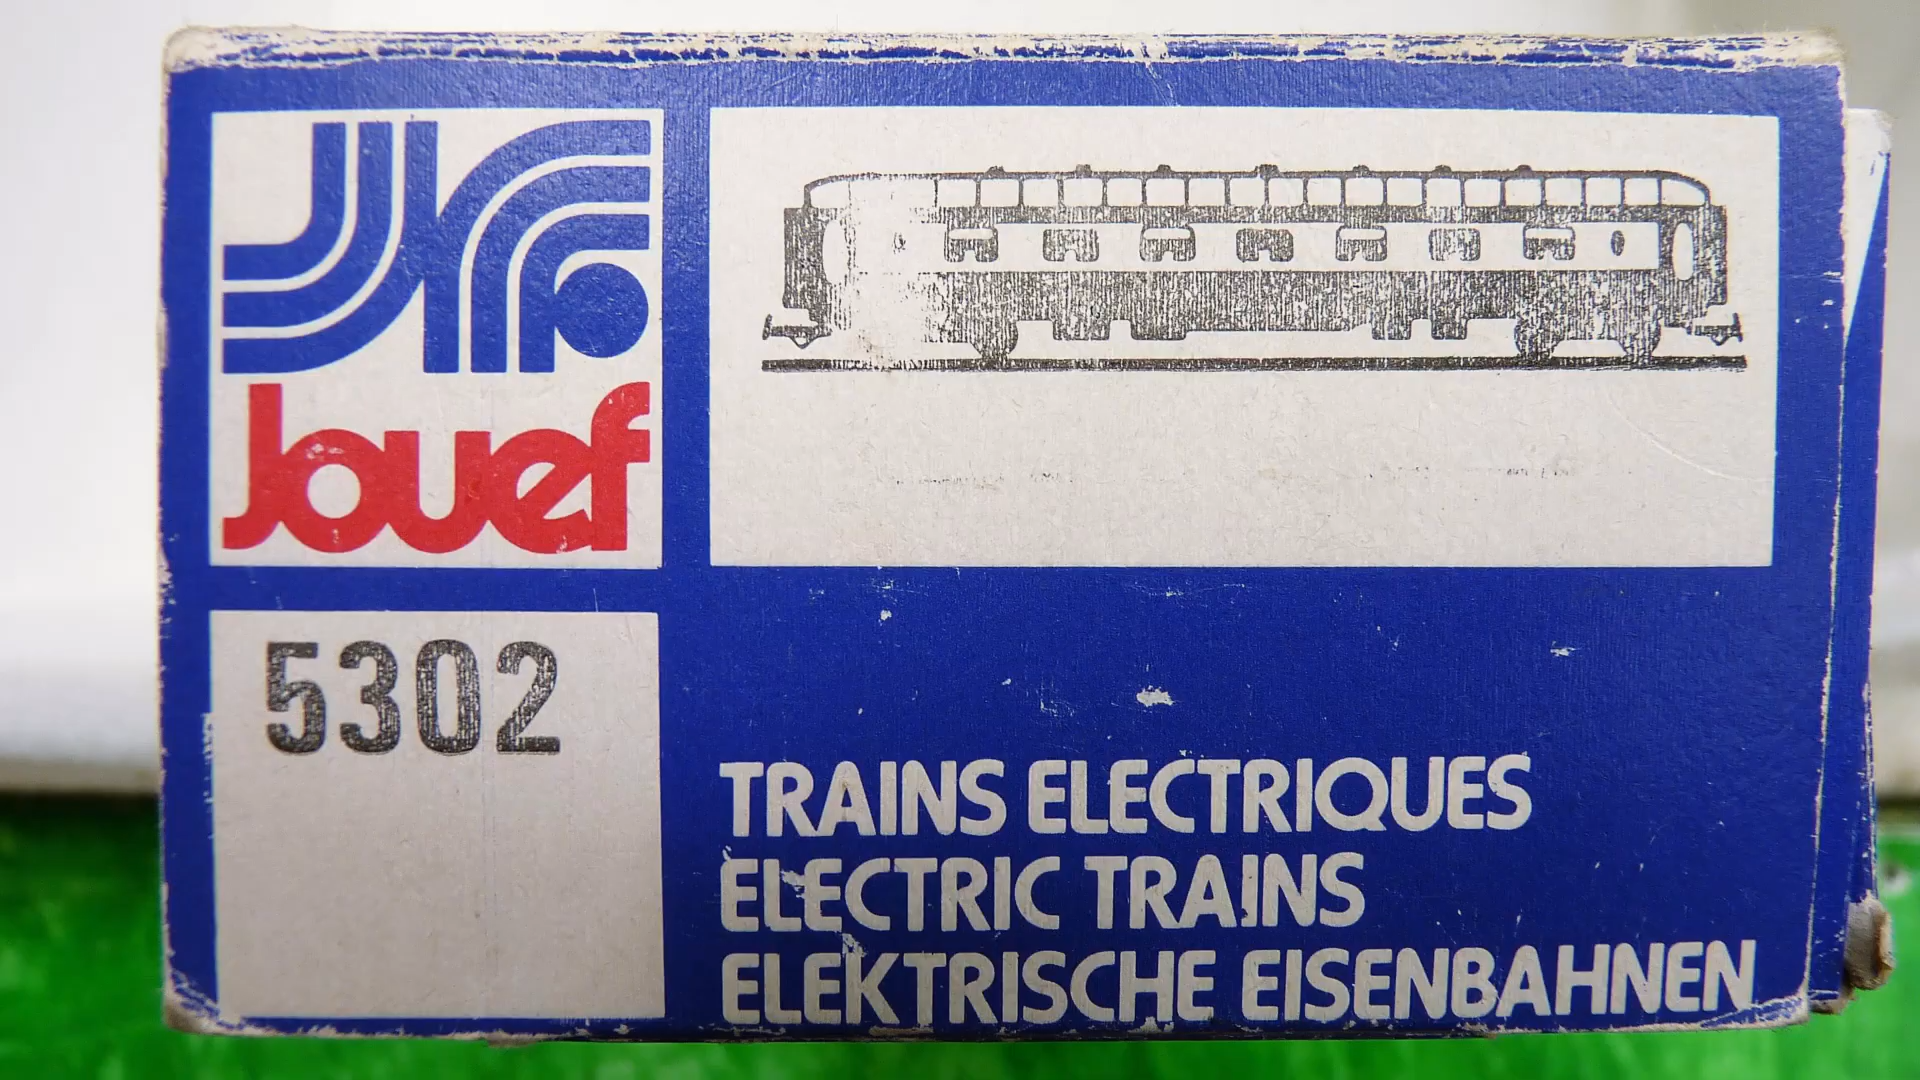 Jouef
5302
TRAINS ELECTRIQUES
ELECTRIC TRAINS
ELEKTRISCHE EISENBAHNEN